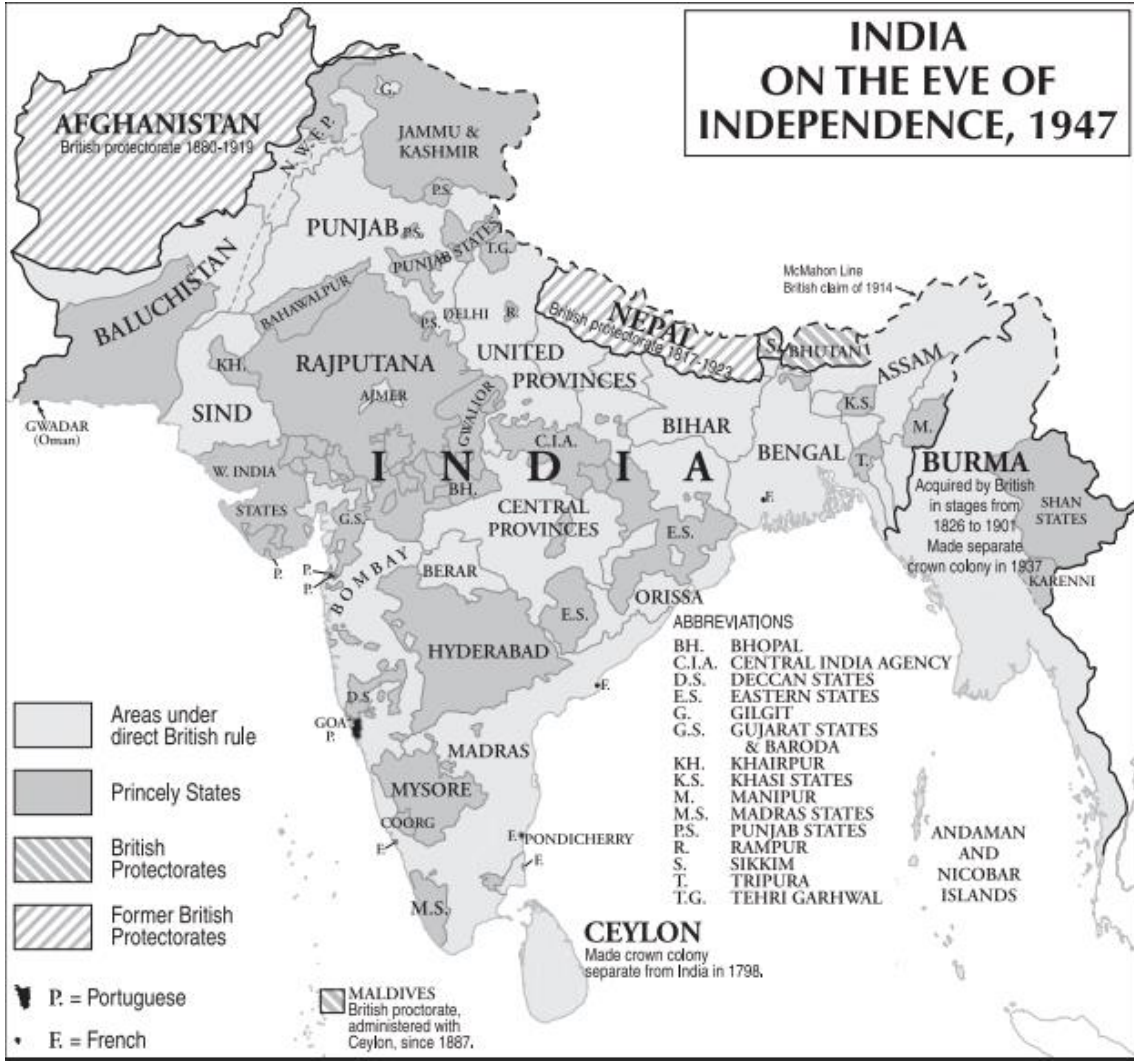 INDIA
ON THE EVE OF
INDEPENDENCE, 1947
AFGHANISTAN
British protectorate 1880-1919
N. W. F. P.
G.
JAMMU &
KASHMIR
P.S.
PUNJAB
P.S.
PUNJAB STATES
T.G.
BALUCHISTAN
BAHAWALPUR
P.S.
DELHI
R.
McMahon Line
British claim of 1914
NEPAL
British protectorate 1817-1923
S.
BHUTAN
ASSAM
KH.
RAJPUTANA
AJMER
UNITED
PROVINCES
GWADAR
(Oman)
SIND
GWALIOR
BIHAR
K.S.
M.
C.I.A.
BENGAL
T.
W. INDIA
STATES
INDIA
BH.
F.
BURMA
Acquired by British
in stages from
1826 to 1901
Made separate
crown colony in 1937
SHAN
STATES
KARENNI
G.S.
CENTRAL
PROVINCES
E.S.
P.
P.
P.
BOMBAY
BERAR
ORISSA
E.S.
HYDERABAD
F.
D.S.
GOA
P.
MADRAS
MYSORE
COORG
F.
F.
PONDICHERRY
F.
M.S.
ABBREVIATIONS
BH. BHOPAL
C.I.A. CENTRAL INDIA AGENCY
D.S. DECCAN STATES
E.S. EASTERN STATES
G. GILGIT
G.S. GUJARAT STATES
& BARODA
KH. KHAIRPUR
K.S. KHASI STATES
M. MANIPUR
M.S. MADRAS STATES
P.S. PUNJAB STATES
R. RAMPUR
S. SIKKIM
T. TRIPURA
T.G. TEHRI GARHWAL
ANDAMAN
AND
NICOBAR
ISLANDS
CEYLON
Made crown colony
separate from India in 1798.
Areas under
direct British rule
Princely States
British
Protectorates
Former British
Protectorates
P. = Portuguese
F. = French
MALDIVES
British proctorate,
administered with
Ceylon, since 1887.